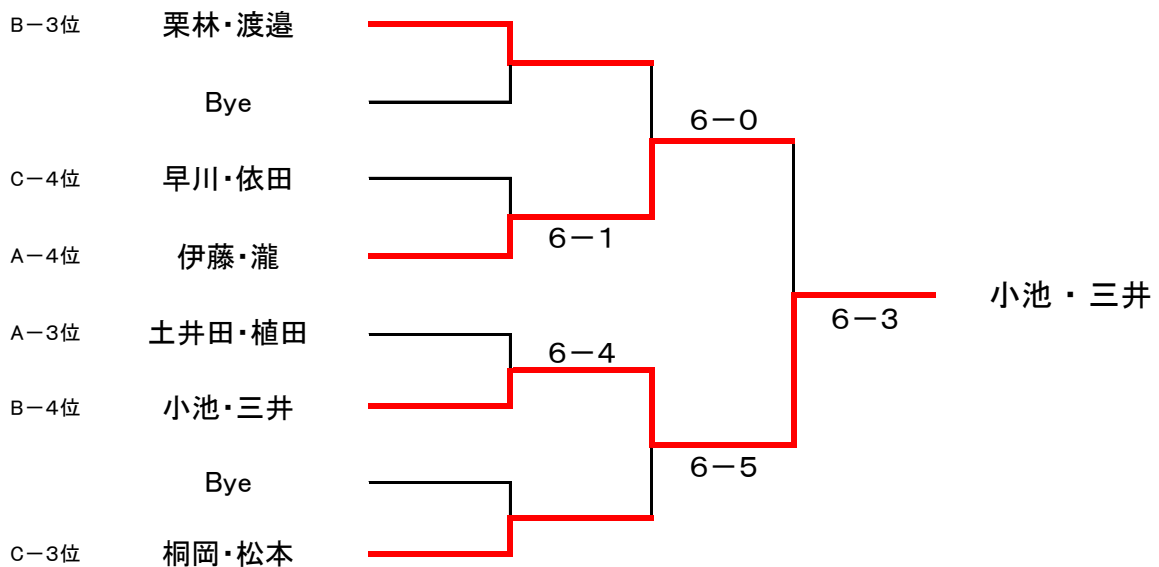 B－3位 栗林・渡邉
Bye
6－0
C－4位 早川・依田
6－1
A－4位 伊藤・瀧
小池 ・ 三井
6－3
A－3位 土井田・植田
6－4
B－4位 小池・三井
6－5
Bye
C－3位 桐岡・松本